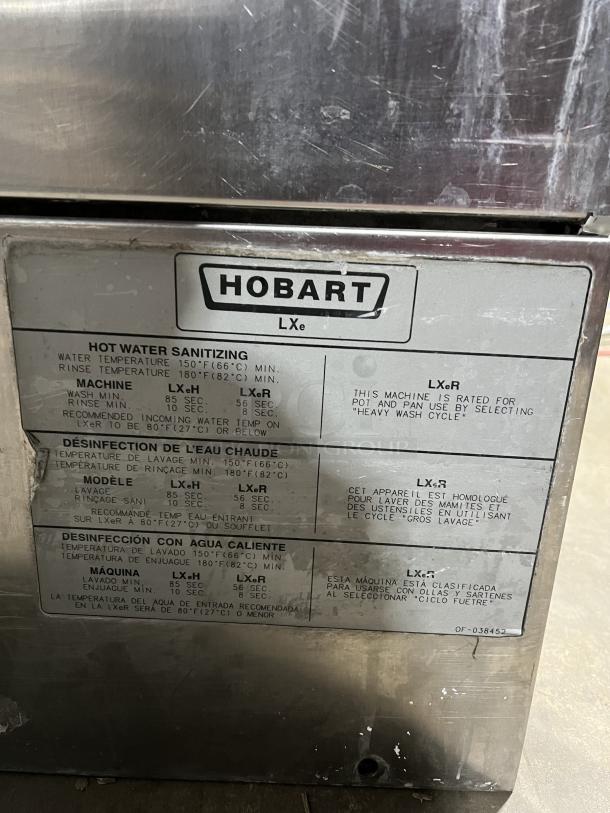 HOBART
LXe
HOT WATER SANITIZING
WATER TEMPERATURE 150°F(66°C) MIN.
RINSE TEMPERATURE 180°F(82°C) MIN.
MACHINE LXeH LXeR
WASH MIN. 85 SEC. 56 SEC.
RINSE MIN. 10 SEC. 8 SEC.
RECOMMENDED INCOMING WATER TEMP ON
LXeR TO BE 80°F(27°C) OR BELOW
LXeR
THIS MACHINE IS RATED FOR
POT AND PAN USE BY SELECTING
"HEAVY WASH CYCLE"
DÉSINFECTION DE L'EAU CHAUDE
TEMPÉRATURE DE LAVAGE MIN. 150°F(66°C)
TEMPÉRATURE DE RINÇAGE MIN. 180°F(82°C)
MODÈLE LXeH LXeR
LAVAGE 85 SEC. 56 SEC.
RINÇAGE SANI 10 SEC. 8 SEC.
RECOMMANDÉ TEMP EAU ENTRANT
SUR LXeR À 80°F(27°C) OU SOUFFLET
LXeR
CET APPAREIL EST HOMOLOGUÉ
POUR LAVER DES MAMITES ET
DES USTENSILES EN UTILISANT
LE CYCLE "GROS LAVAGE"
DESINFECCIÓN CON AGUA CALIENTE
TEMPERATURA DE LAVADO 150°F(66°C) MIN.
TEMPERATURA DE ENJUAGUE 180°F(82°C) MIN.
MÁQUINA LXeH LXeR
LAVADO MIN. 85 SEC. 56 SEC.
ENJUAGUE MIN 10 SEC. 8 SEC.
LA TEMPERATURA DEL AQUA DE ENTRADA RECOMENDADA
EN LA LXeR SERÁ DE 80°F(27°C) O MENOR
LXeR
ESTA MÁQUINA ESTÁ CLASIFICADA
PARA USARSE CON OLLAS Y SARTENES
AL SELECCIONAR "CICLO FUETRE"
OF-038452